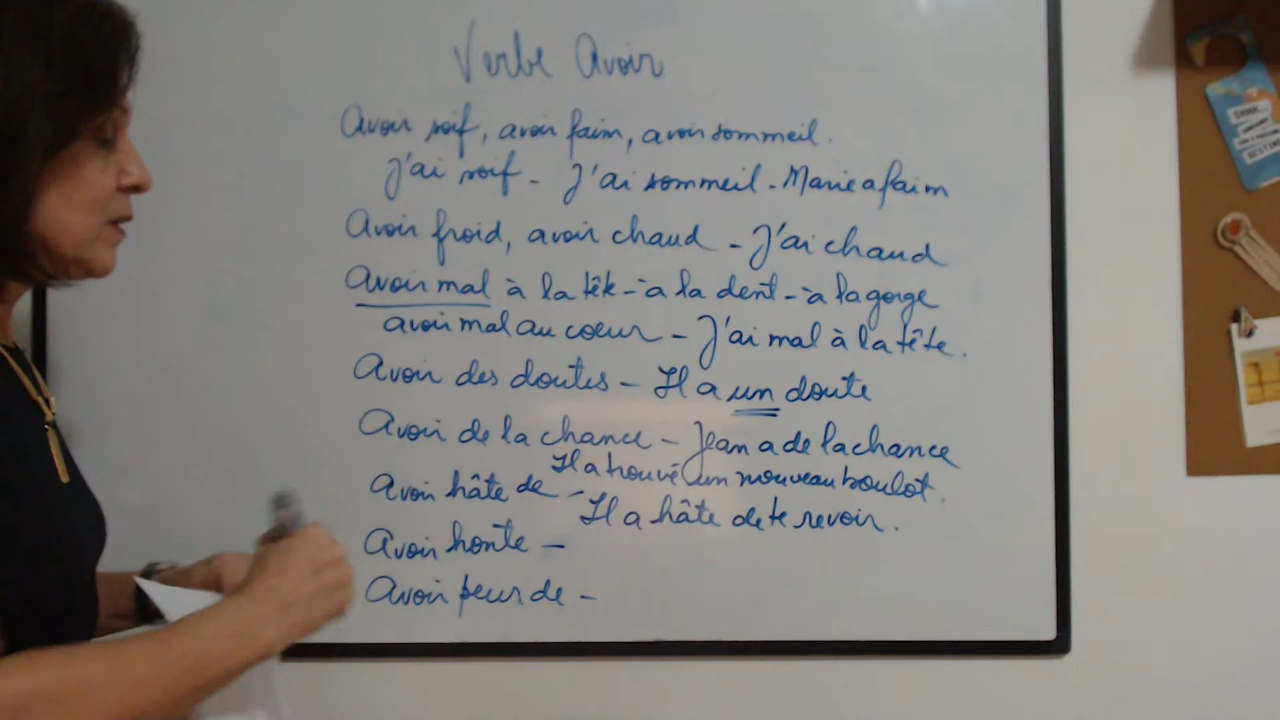 Verbe Avoir
Avoir soif, avoir faim, avoir sommeil.
J'ai soif - J'ai sommeil - Marie a faim
Avoir froid, avoir chaud - J'ai chaud
Avoir mal à la tête - à la dent - à la gorge
avoir mal au coeur - J'ai mal à la tête.
Avoir des doutes - Il a un doute
Avoir de la chance - Jean a de la chance
Il a trouvé un nouveau boulot.
Avoir hâte de - Il a hâte de te revoir.
Avoir honte -
Avoir peur de -